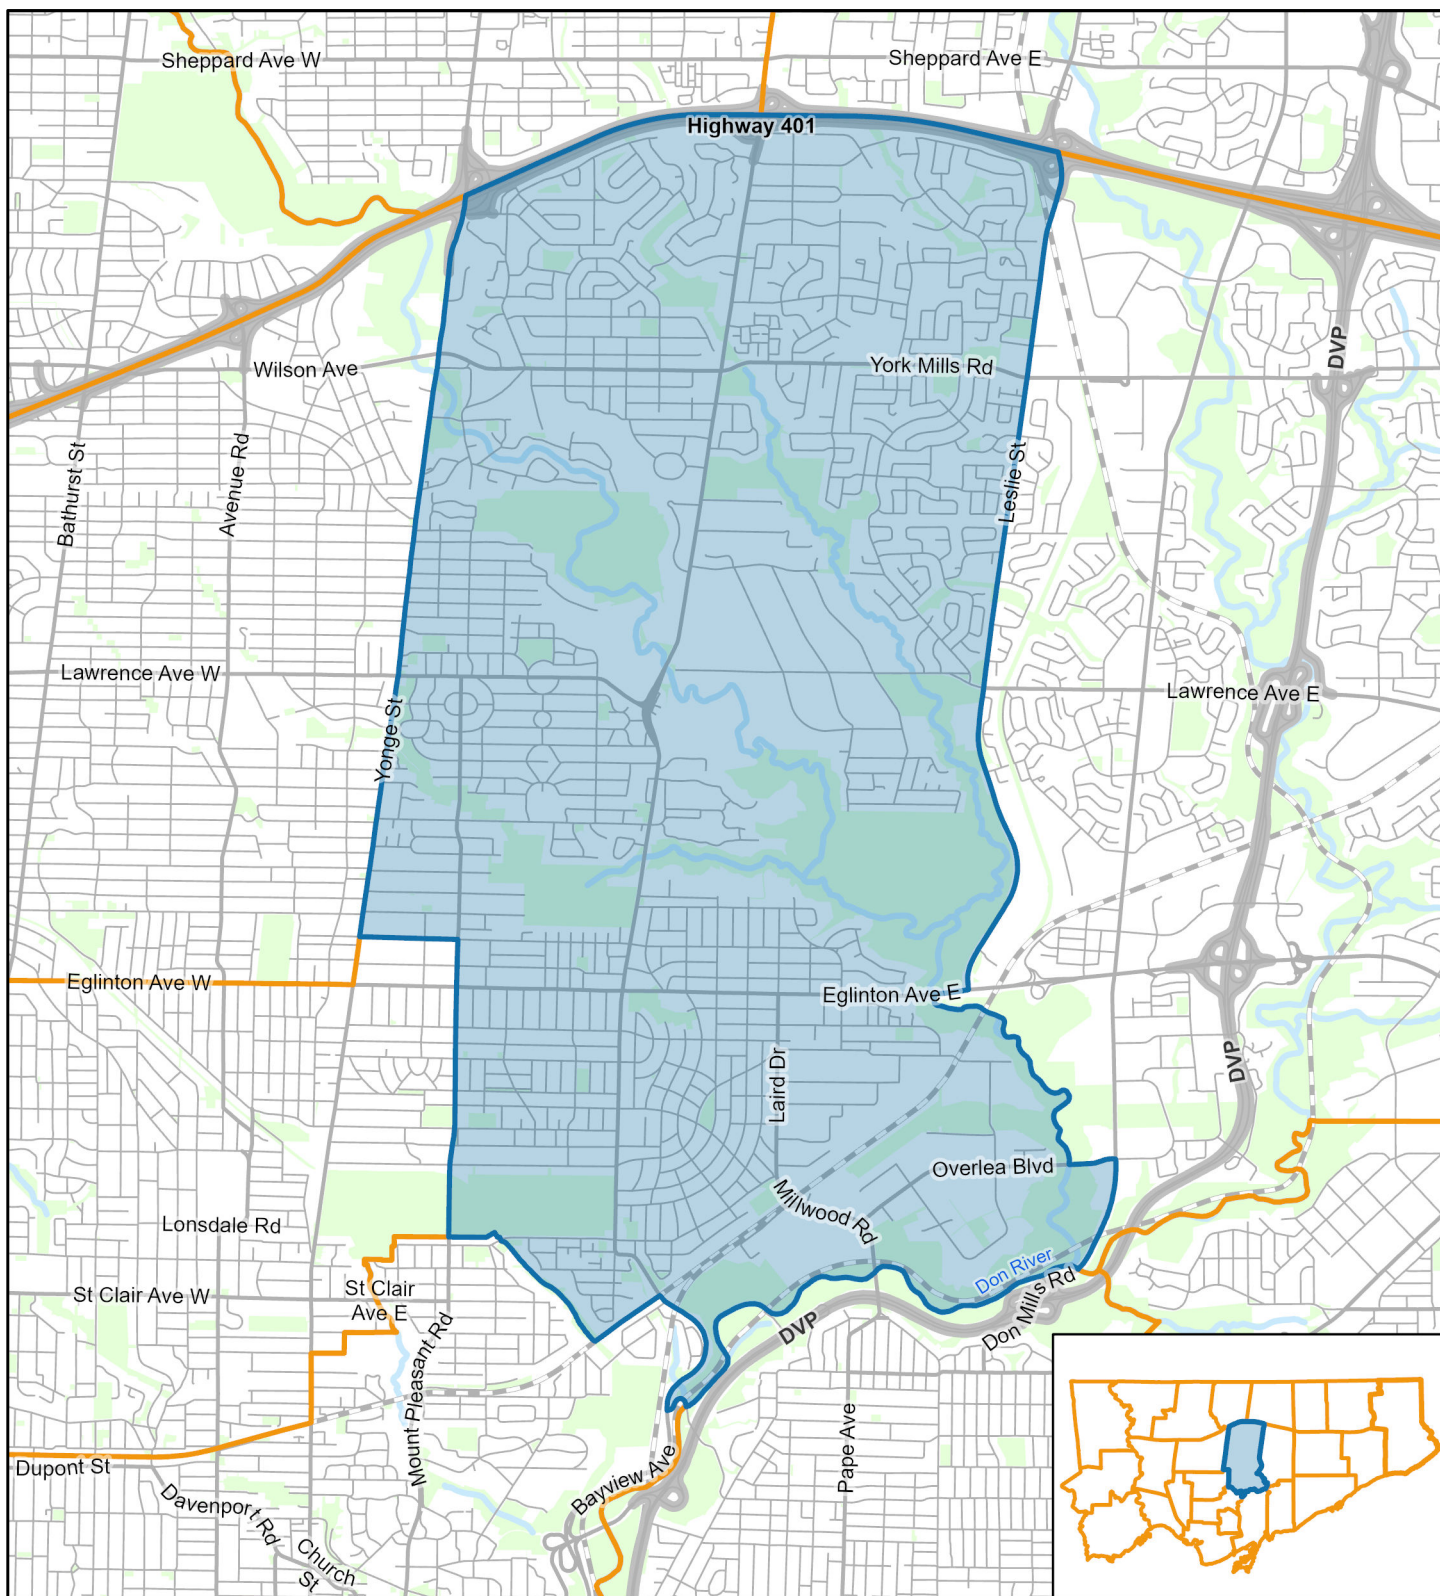 Sheppard Ave W
Sheppard Ave E
Highway 401
DVP
Wilson Ave
York Mills Rd
Bathurst St
Avenue Rd
Leslie St
Lawrence Ave W
Lawrence Ave E
Yonge St
Eglinton Ave W
Eglinton Ave E
Laird Dr
DVP
Overlea Blvd
Millwood Rd
Lonsdale Rd
St Clair Ave W
St Clair
Ave E
Don River
Don Mills Rd
DVP
Mount Pleasant Rd
Pape Ave
Dupont St
Bayview Ave
Davenport Rd
Church
St